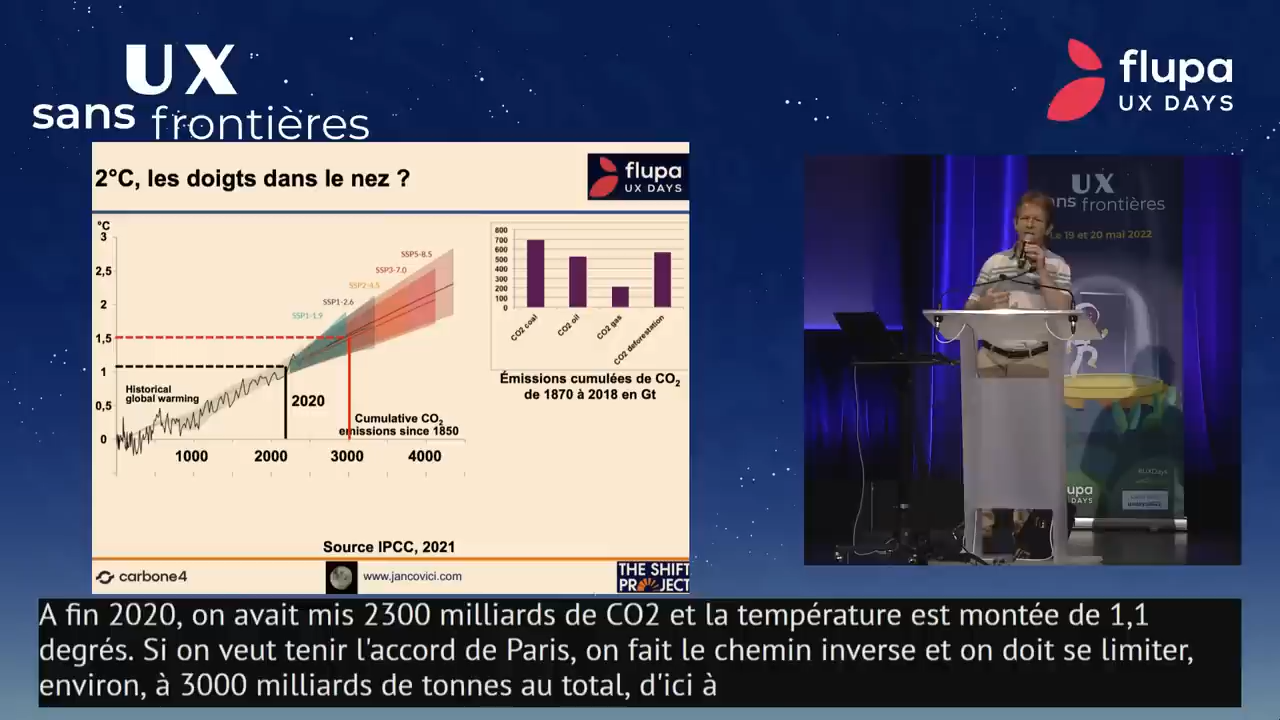 UX
sans frontières
flupa
UX DAYS
2°C, les doigts dans le nez ?
flupa
UX DAYS
°C
3
2,5
2
1,5
1
0,5
0
SSP5-8.5
SSP3-7.0
SSP2-4.5
SSP1-2.6
SSP1-1.9
Historical
global warming
2020
Cumulative CO2
emissions since 1850
1000 2000 3000 4000
800
700
600
500
400
300
200
100
0
CO2 coal
CO2 oil
CO2 gas
CO2 deforestation
Émissions cumulées de CO2
de 1870 à 2018 en Gt
Source IPCC, 2021
carbone4
www.jancovici.com
THE SHIFT
PROJECT
UX
sans frontières
Le 19 et 20 mai 2022
#UXDays
upa
DAYS
A fin 2020, on avait mis 2300 milliards de CO2 et la température est montée de 1,1
degrés. Si on veut tenir l'accord de Paris, on fait le chemin inverse et on doit se limiter,
environ, à 3000 milliards de tonnes au total, d'ici à